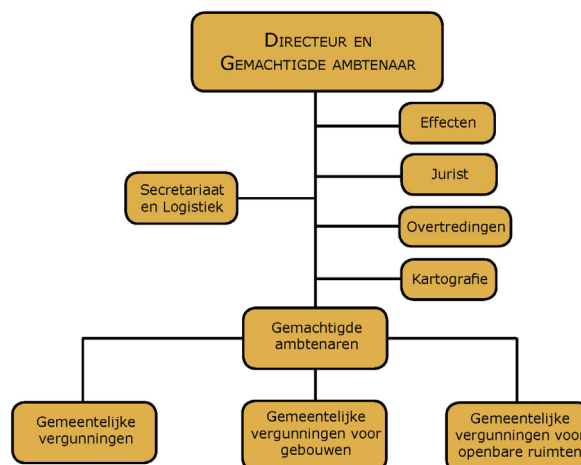 DIRECTEUR EN
GEMACHTIGDE AMBTENAAR
Effecten
Jurist
Secretariaat
en Logistiek
Overtredingen
Kartografie
Gemachtigde
ambtenaren
Gemeentelijke
vergunningen
Gemeentelijke
vergunningen voor
gebouwen
Gemeentelijke
vergunningen voor
openbare ruimten